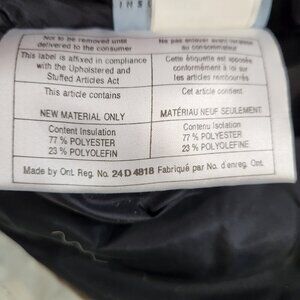 INS
Not to be removed until
delivered to the consumer
Ne pas enlever avant livraison
au consommateur
This label is affixed in compliance
with the Upholstered and
Stuffed Articles Act
Cette étiquette est apposée
conformément à loi sur
les articles rembourrés
This article contains
Cet article contient
NEW MATERIAL ONLY
MATÉRIAU NEUF SEULEMENT
Content Insulation
77 % POLYESTER
23 % POLYOLEFIN
Contenu Isolation
77 % POLYESTER
23 % POLYOLEFINE
Made by Ont. Reg. No. 24D4818 Fabriqué par No. d'enreg. Ont.